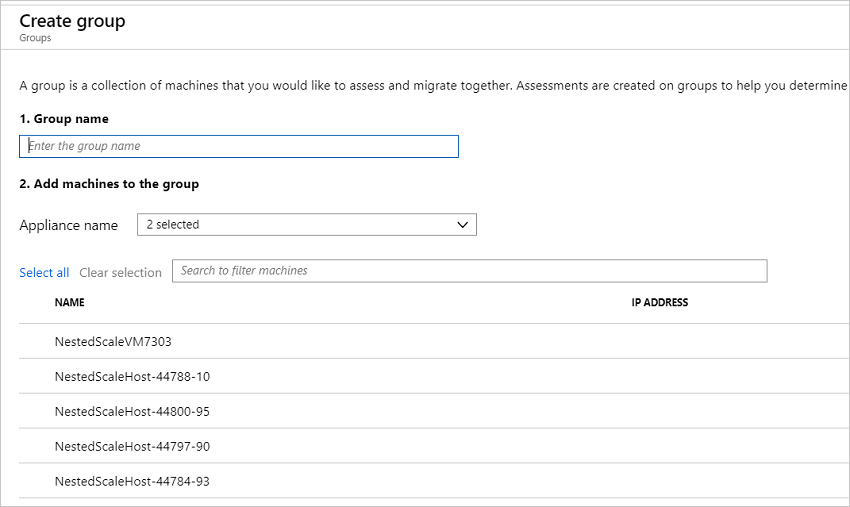 Create group
Groups
A group is a collection of machines that you would like to assess and migrate together. Assessments are created on groups to help you determine
1. Group name
Enter the group name
2. Add machines to the group
Appliance name 2 selected
Select all Clear selection Search to filter machines
NAME IP ADDRESS
NestedScaleVM7303
NestedScaleHost-44788-10
NestedScaleHost-44800-95
NestedScaleHost-44797-90
NestedScaleHost-44784-93